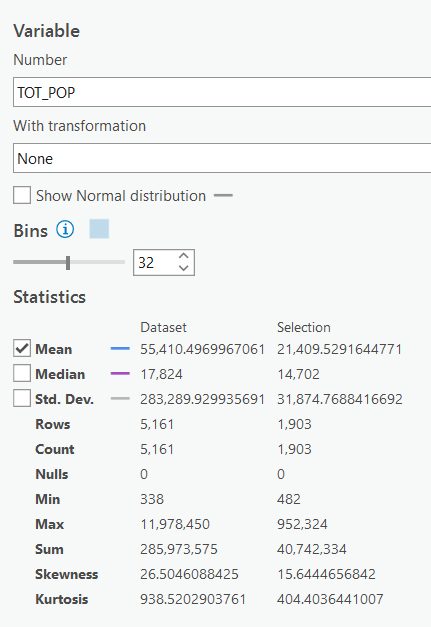 Variable
Number
TOT_POP
With transformation
None
Show Normal distribution
Bins
32
Statistics
Dataset Selection
Mean 55,410.4969967061 21,409.5291644771
Median 17,824 14,702
Std. Dev. 283,289.929935691 31,874.7688416692
Rows 5,161 1,903
Count 5,161 1,903
Nulls 0 0
Min 338 482
Max 11,978,450 952,324
Sum 285,973,575 40,742,334
Skewness 26.5046088425 15.6444656842
Kurtosis 938.5202903761 404.4036441007